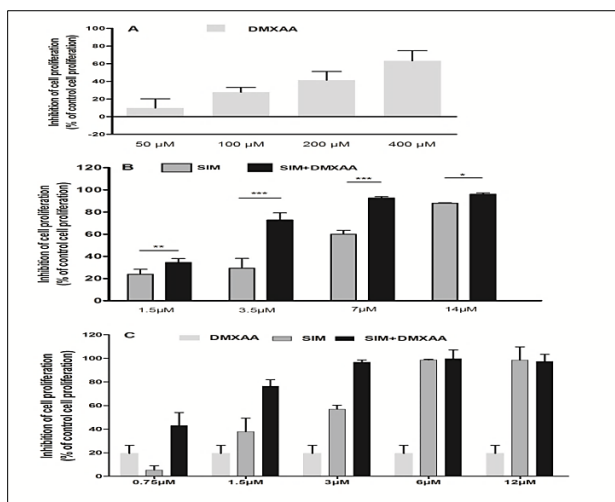 A DMXAA
Inhibition of cell proliferation
(% of control cell proliferation)
100
80
60
40
20
0
-20
50 µM 100 µM 200 µM 400 µM
B SIM SIM+DMXAA
Inhibition of cell proliferation
(% of control cell proliferation)
120
100
80
60
40
20
0
** *** *** *
1.5µM 3.5µM 7µM 14µM
C DMXAA SIM SIM+DMXAA
Inhibition of cell proliferation
(% of control cell proliferation)
120
100
80
60
40
20
0
0.75µM 1.5µM 3µM 6µM 12µM